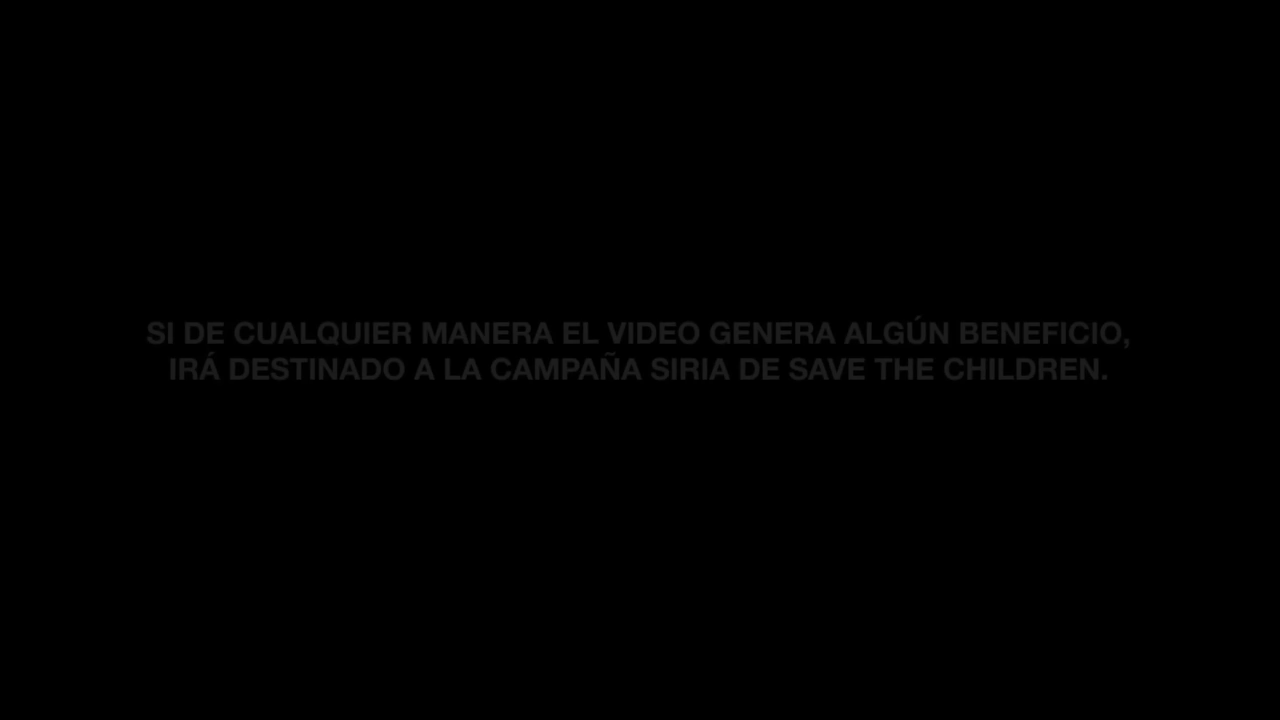 SI DE CUALQUIER MANERA EL VIDEO GENERA ALGÚN BENEFICIO,
IRÁ DESTINADO A LA CAMPAÑA SIRIA DE SAVE THE CHILDREN.